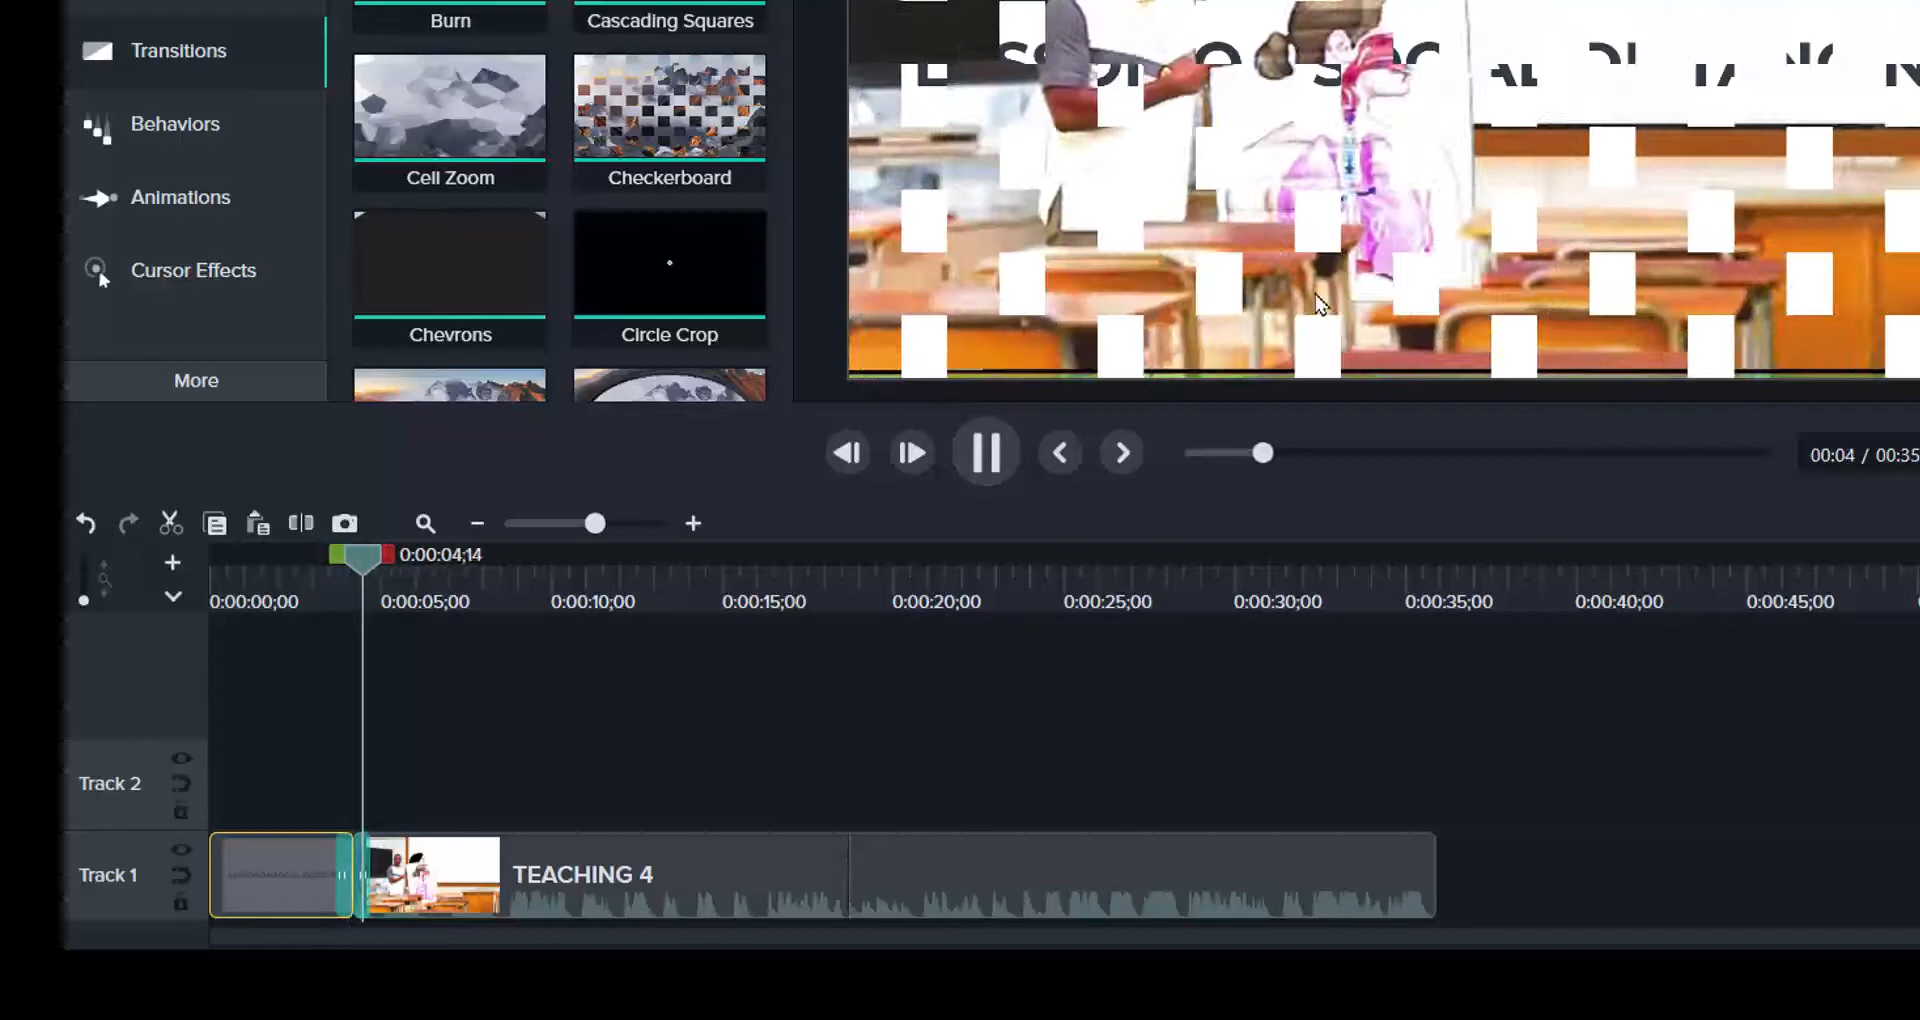 Burn
Cascading Squares
Transitions
Behaviors
Cell Zoom
Checkerboard
Animations
Cursor Effects
Chevrons
Circle Crop
More
00:04 / 00:35
0:00:04;14
0:00:00;00
0:00:05;00
0:00:10;00
0:00:15;00
0:00:20;00
0:00:25;00
0:00:30;00
0:00:35;00
0:00:40;00
0:00:45;00
Track 2
Track 1
TEACHING 4